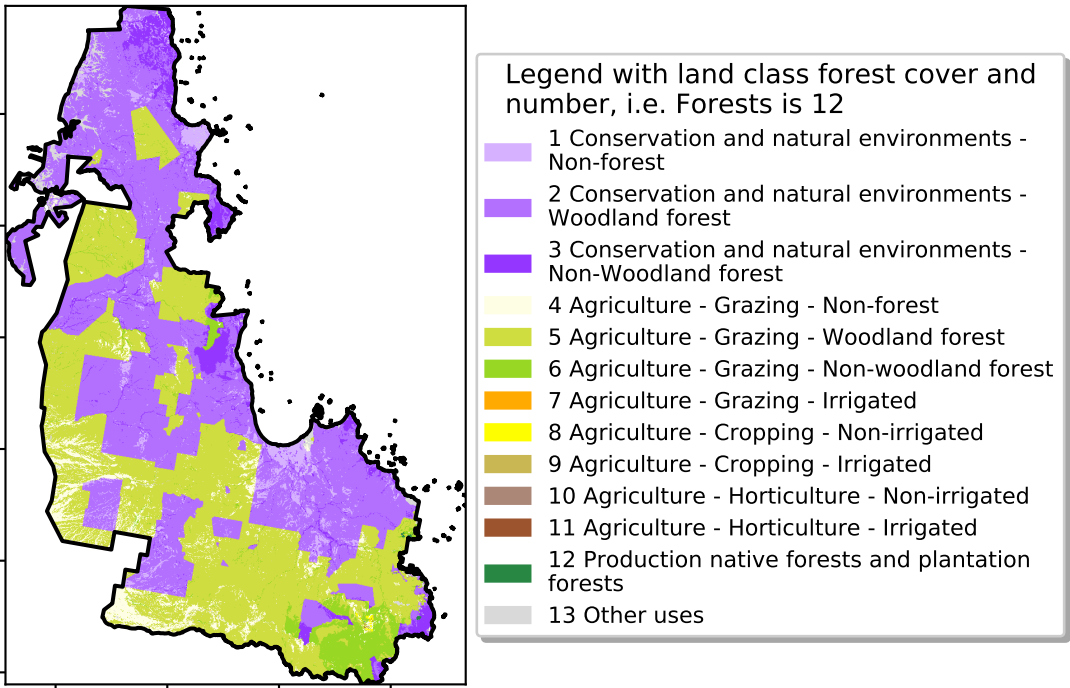 Legend with land class forest cover and
number, i.e. Forests is 12
1 Conservation and natural environments -
Non-forest
2 Conservation and natural environments -
Woodland forest
3 Conservation and natural environments -
Non-Woodland forest
4 Agriculture - Grazing - Non-forest
5 Agriculture - Grazing - Woodland forest
6 Agriculture - Grazing - Non-woodland forest
7 Agriculture - Grazing - Irrigated
8 Agriculture - Cropping - Non-irrigated
9 Agriculture - Cropping - Irrigated
10 Agriculture - Horticulture - Non-irrigated
11 Agriculture - Horticulture - Irrigated
12 Production native forests and plantation
forests
13 Other uses